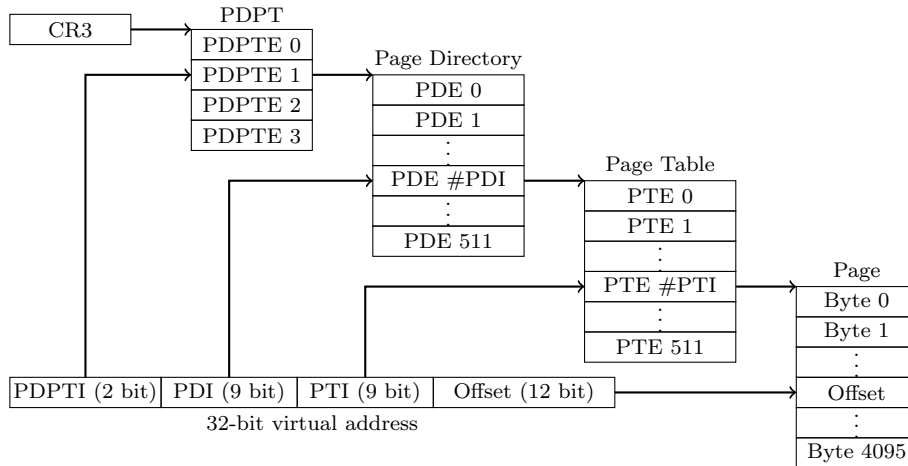 PDPT
CR3
PDPTE 0
PDPTE 1
PDPTE 2
PDPTE 3
Page Directory
PDE 0
PDE 1
⋮
PDE #PDI
⋮
PDE 511
Page Table
PTE 0
PTE 1
⋮
PTE #PTI
⋮
PTE 511
Page
Byte 0
Byte 1
⋮
Offset
⋮
Byte 4095
PDPTI (2 bit) PDI (9 bit) PTI (9 bit) Offset (12 bit)
32-bit virtual address